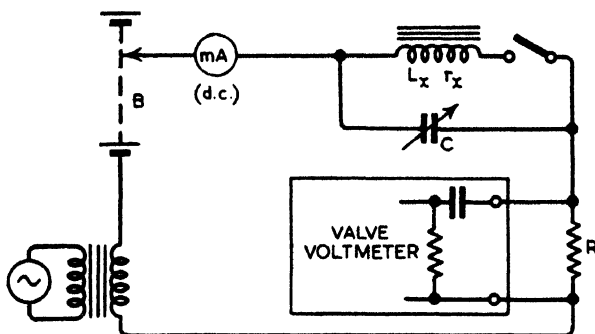 mA
(d.c.)
B
Lx rx
C
VALVE
VOLTMETER
R